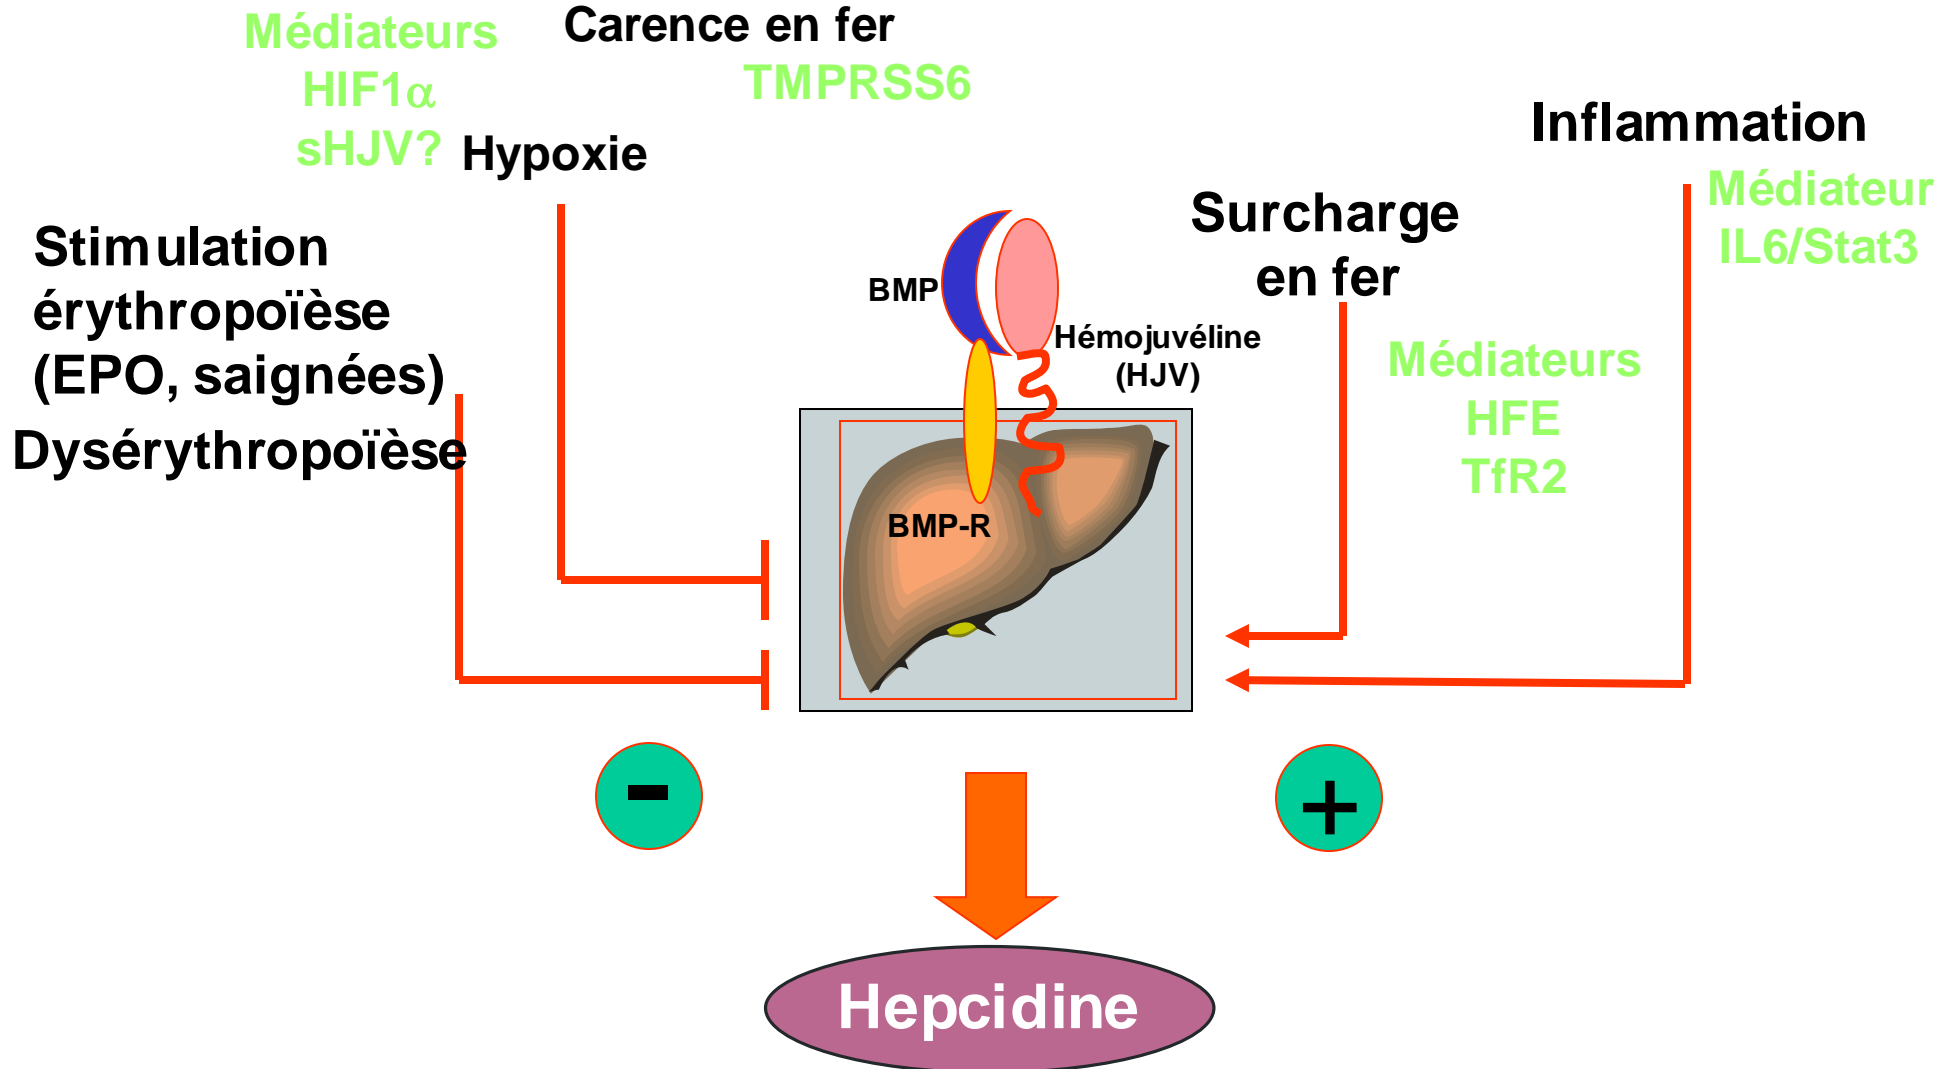 Médiateurs
HIF1α
sHJV?
Carence en fer
TMPRSS6
Hypoxie
Stimulation
érythropoïèse
(EPO, saignées)
Dysérythropoïèse
BMP
Hémojuvéline
(HJV)
BMP-R
Surcharge
en fer
Médiateurs
HFE
TfR2
Inflammation
Médiateur
IL6/Stat3
-
+
Hepcidine